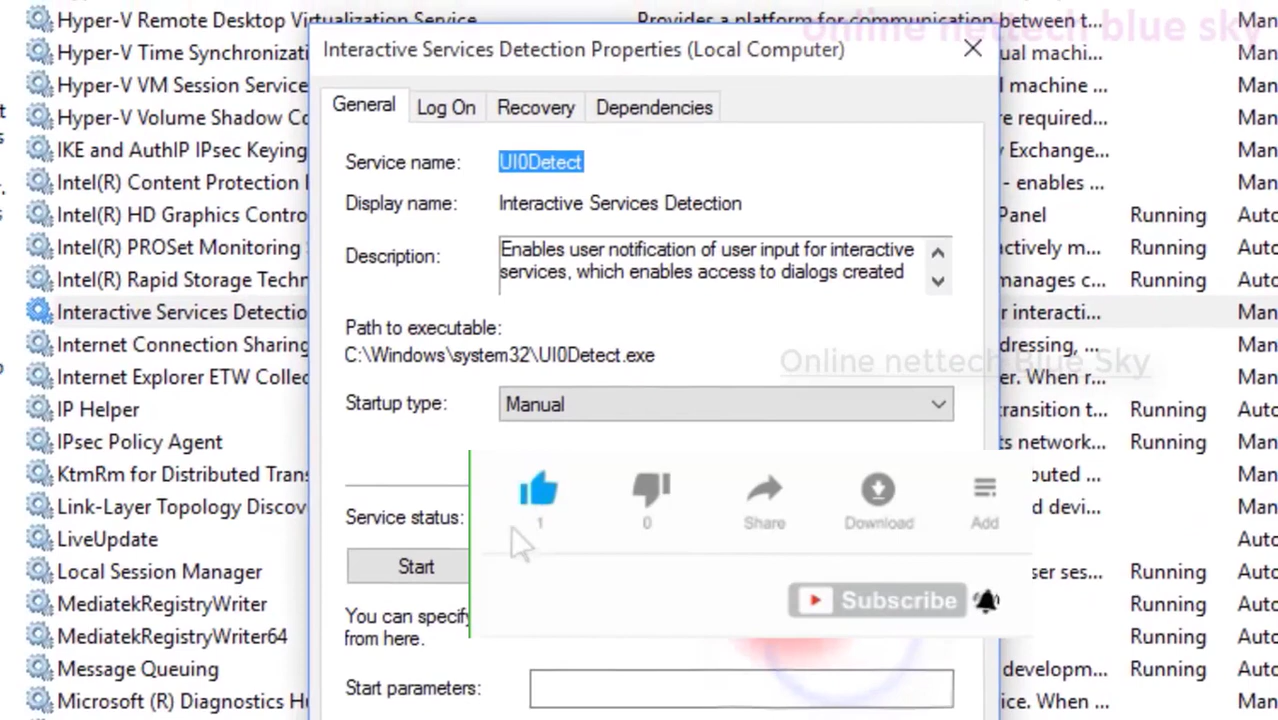 Hyper-V Remote Desktop Virtualization Service Provides a platform for communication between t... Man
online nettech blue sky
Hyper-V Time Synchronizati
ual machi... Man
Hyper-V VM Session Service
machine ... Man
Hyper-V Volume Shadow Co
are required... Man
IKE and AuthIP IPsec Keying
y Exchange... Man
Intel(R) Content Protection
- enables ... Man
Intel(R) HD Graphics Contro
Panel Running Auto
Intel(R) PROSet Monitoring
actively m... Running Auto
Intel(R) Rapid Storage Techn
manages c... Running Auto
Interactive Services Detectio
r interacti... Man
Internet Connection Sharing
dressing, ... Man
Internet Explorer ETW Collec
er. When r... Man
IP Helper
transition t... Running Auto
IPsec Policy Agent
ts network... Running Man
KtmRm for Distributed Trans
buted ... Man
Link-Layer Topology Discov
d devi... Man
LiveUpdate
Auto
Local Session Manager
ser ses... Running Auto
MediatekRegistryWriter
Running Auto
MediatekRegistryWriter64
Running Auto
Message Queuing
developm... Running Auto
Microsoft (R) Diagnostics Hu
ice. When ... Man
Interactive Services Detection Properties (Local Computer)
General Log On Recovery Dependencies
Service name: UI0Detect
Display name: Interactive Services Detection
Description: Enables user notification of user input for interactive
services, which enables access to dialogs created
Path to executable:
C:\Windows\system32\UI0Detect.exe
Online nettech Blue Sky
Startup type: Manual
Service status:
Start
You can specify
from here.
Start parameters:
1 0 Share Download Add
Subscribe